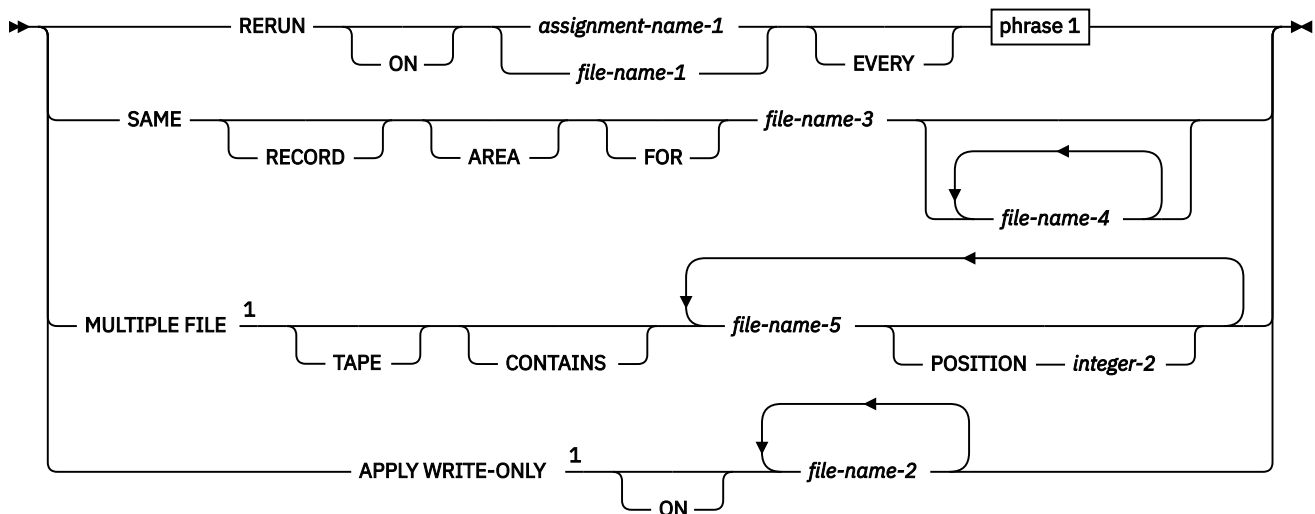 RERUN assignment-name-1 phrase 1
ON file-name-1 EVERY
SAME file-name-3
RECORD AREA FOR
file-name-4
MULTIPLE FILE 1 file-name-5
TAPE CONTAINS POSITION integer-2
APPLY WRITE-ONLY 1 file-name-2
ON